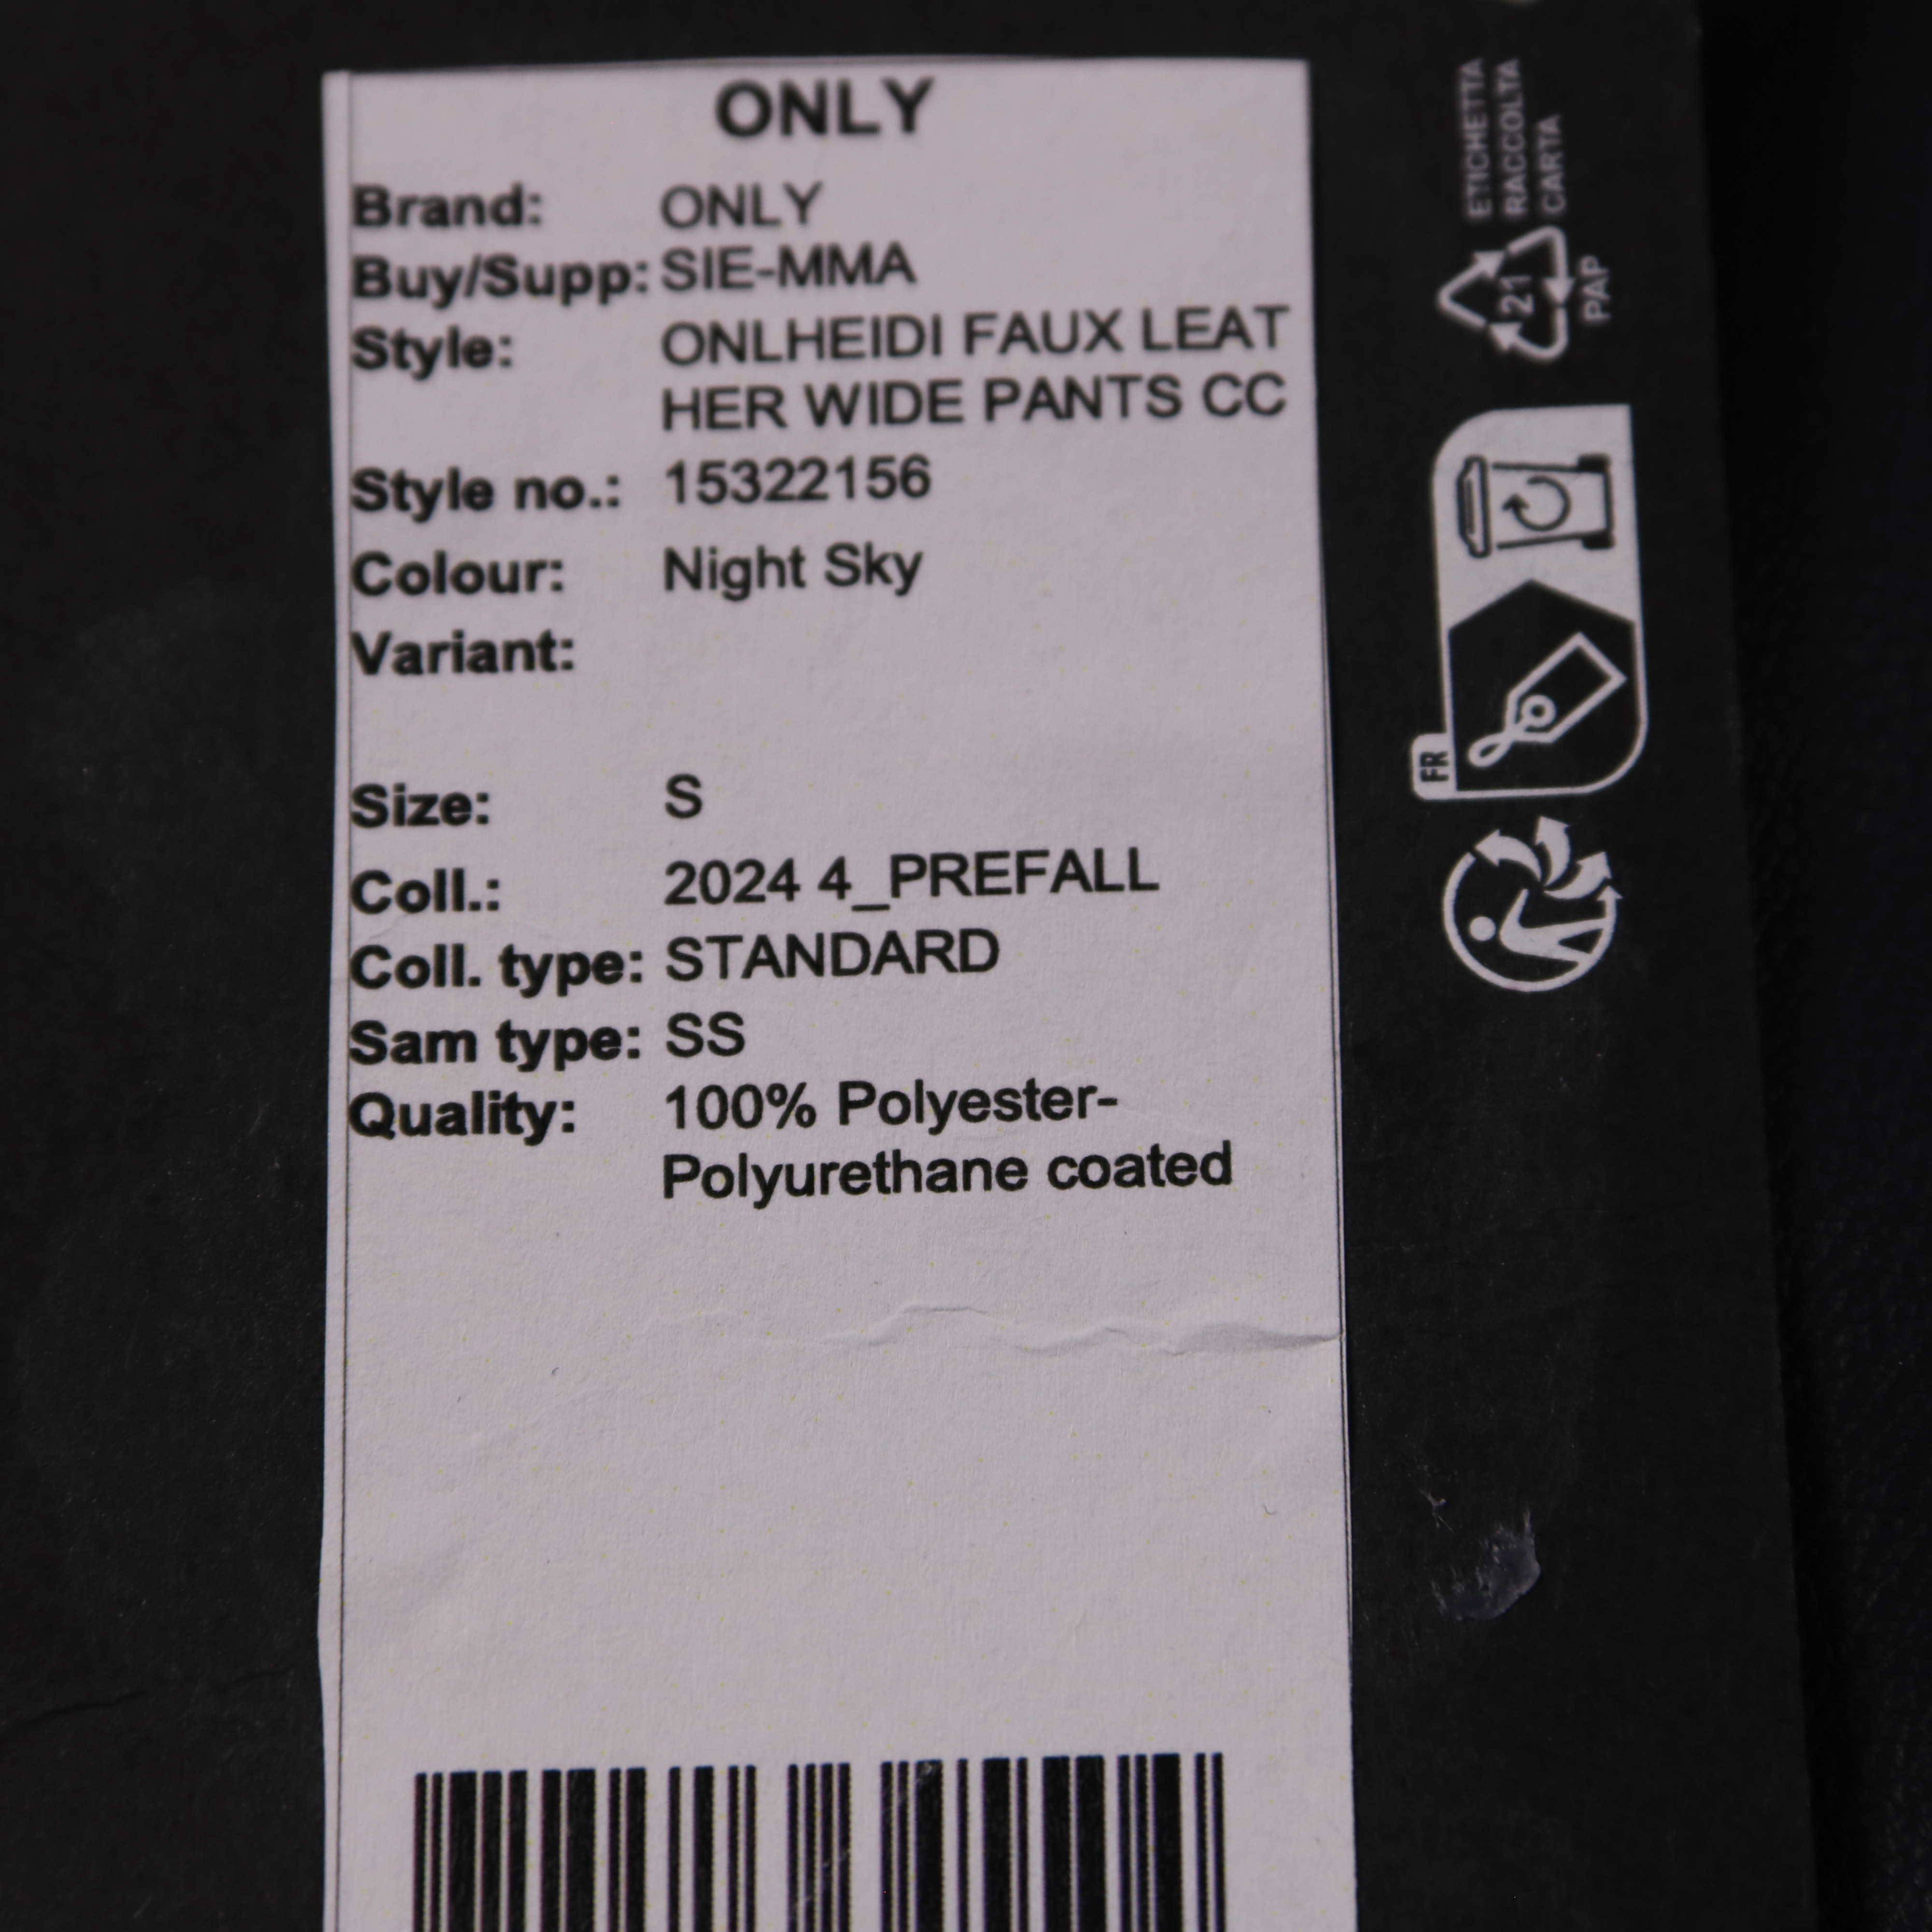 ONLY
Brand: ONLY
Buy/Supp: SIE-MMA
Style: ONLHEIDI FAUX LEAT
HER WIDE PANTS CC
Style no.: 15322156
Colour: Night Sky
Variant:
Size: S
Coll.: 2024 4_PREFALL
Coll. type: STANDARD
Sam type: SS
Quality: 100% Polyester-
Polyurethane coated
ETICHETTA
RACCOLTA
CARTA
21
PAP
FR